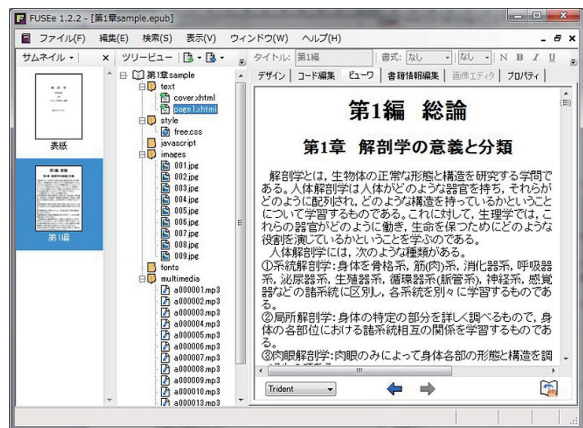 FUSEe 1.2.2 - [第1章sample.epub]
ファイル(F) 編集(E) 検索(S) 表示(V) ウィンドウ(W) ヘルプ(H)
サムネイル
表紙
第1編
ツリービュー
第1章sample
text
cover.xhtml
page1.xhtml
style
free.css
javascript
images
001.jpg
002.jpg
003.jpg
004.jpg
005.jpg
006.jpg
007.jpg
008.jpg
009.jpg
fonts
multimedia
a000001.mp3
a000002.mp3
a000003.mp3
a000004.mp3
a000005.mp3
a000006.mp3
a000007.mp3
a000008.mp3
a000009.mp3
a000010.mp3
a000013.mp3
タイトル: 第1編 書式: なし なし N B I U
デザイン コード編集 ビューワ 書籍情報編集 画像エディタ プロパティ
第1編 総論
第1章 解剖学の意義と分類
解剖学とは, 生物体の正常な形態と構造を研究する学問で
ある。人体解剖学は人体がどのような器官を持ち, それらが
どのように配列され, どのような構造を持っているかということ
について学習するものである。これに対して, 生理学では, こ
れらの器官がどのように働き, 生命を保つためにどのような
役割を演じているかということを学ぶのである。
人体解剖学には, 次のような種類がある。
①系統解剖学:身体を骨格系, 筋(肉)系, 消化器系, 呼吸器
系, 泌尿器系, 生殖器系, 循環器系(脈管系), 神経系, 感覚
器などの諸系統に区別し, 各系統を別々に学習するものであ
る。
②局所解剖学:身体の特定の部分を詳しく調べるもので, 身
体の各部位における諸系統相互の関係を学習するものであ
る。
③肉眼解剖学:肉眼のみによって身体各部の形態と構造を調
Trident